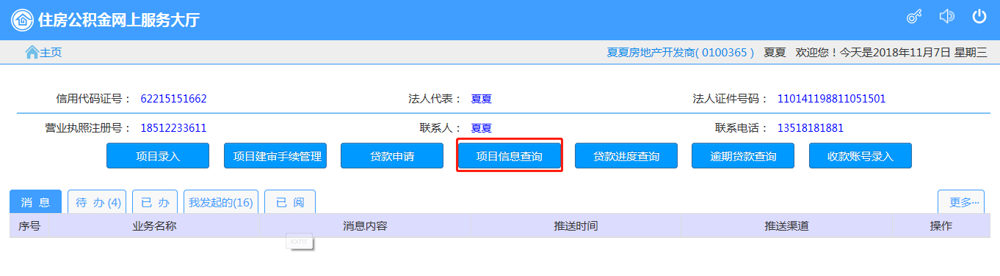 住房公积金网上服务大厅
主页 夏夏房地产开发商( 0100365 ) 夏夏 欢迎您！今天是2018年11月7日 星期三
信用代码证号： 62215151662 法人代表： 夏夏 法人证件号码： 110141198811051501
营业执照注册号： 18512233611 联系人： 夏夏 联系电话： 13518181881
项目录入 项目建审手续管理 贷款申请 项目信息查询 贷款进度查询 逾期贷款查询 收款账号录入
消 息 待 办 (4) 已 办 我发起的(16) 已 阅 更多...
序号 业务名称 消息内容 推送时间 推送渠道 操作
xxnr